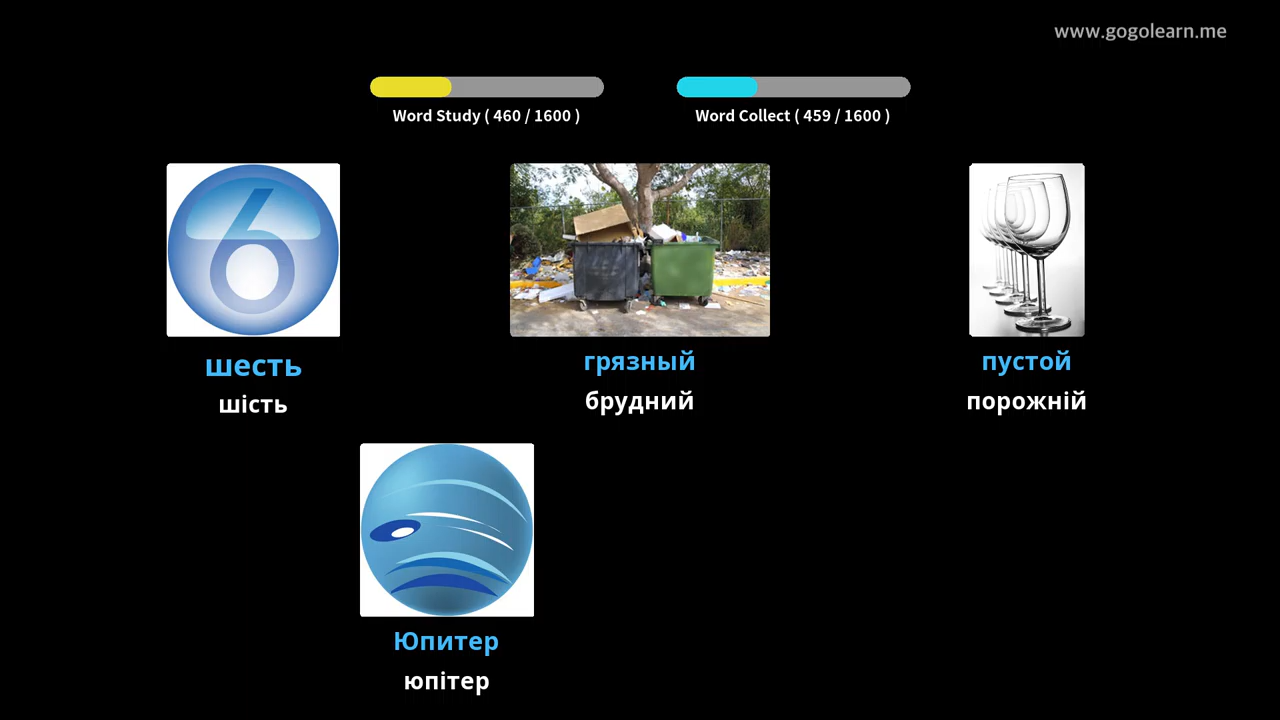 www.gogolearn.me
Word Study ( 460 / 1600 )
Word Collect ( 459 / 1600 )
6
шесть
шість
грязный
брудний
пустой
порожній
Юпитер
юпітер